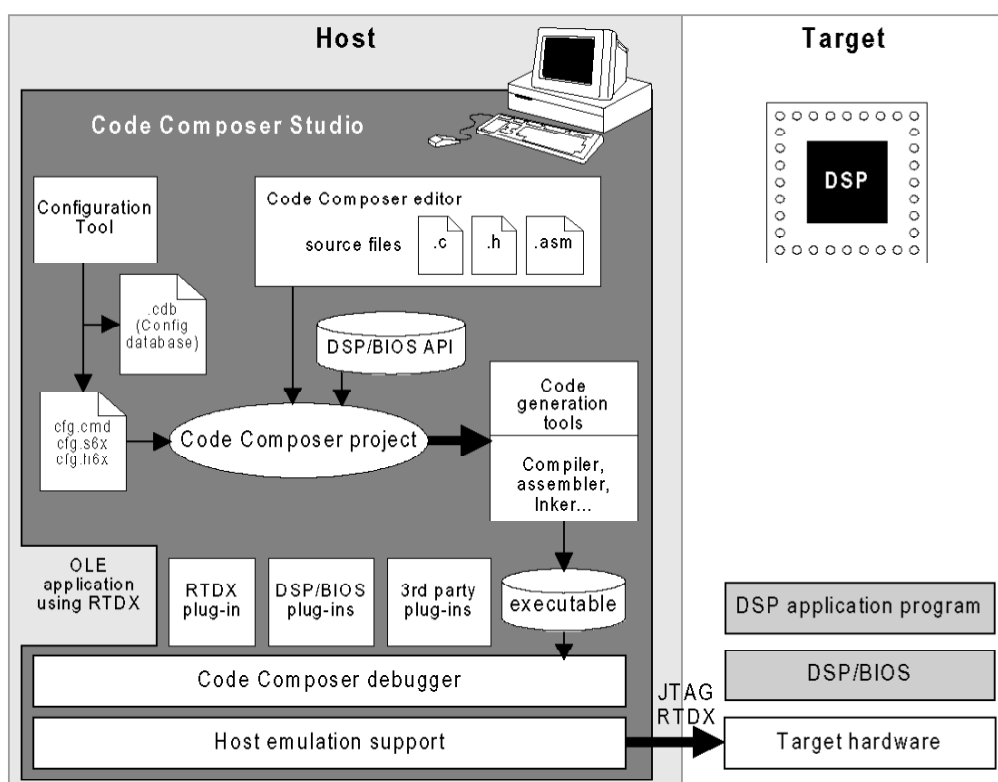 Host
Target
Code Composer Studio
DSP
Configuration
Tool
Code Composer editor
source files
.c
.h
.asm
.cdb
(Config
database)
DSP/BIOS API
Code
generation
tools
cfg.cmd
cfg.s6x
cfg.h6x
Code Composer project
Compiler,
assembler,
linker...
OLE
application
using RTDX
RTDX
plug-in
DSP/BIOS
plug-ins
3rd party
plug-ins
executable
DSP application program
Code Composer debugger
DSP/BIOS
JTAG
RTDX
Host emulation support
Target hardware